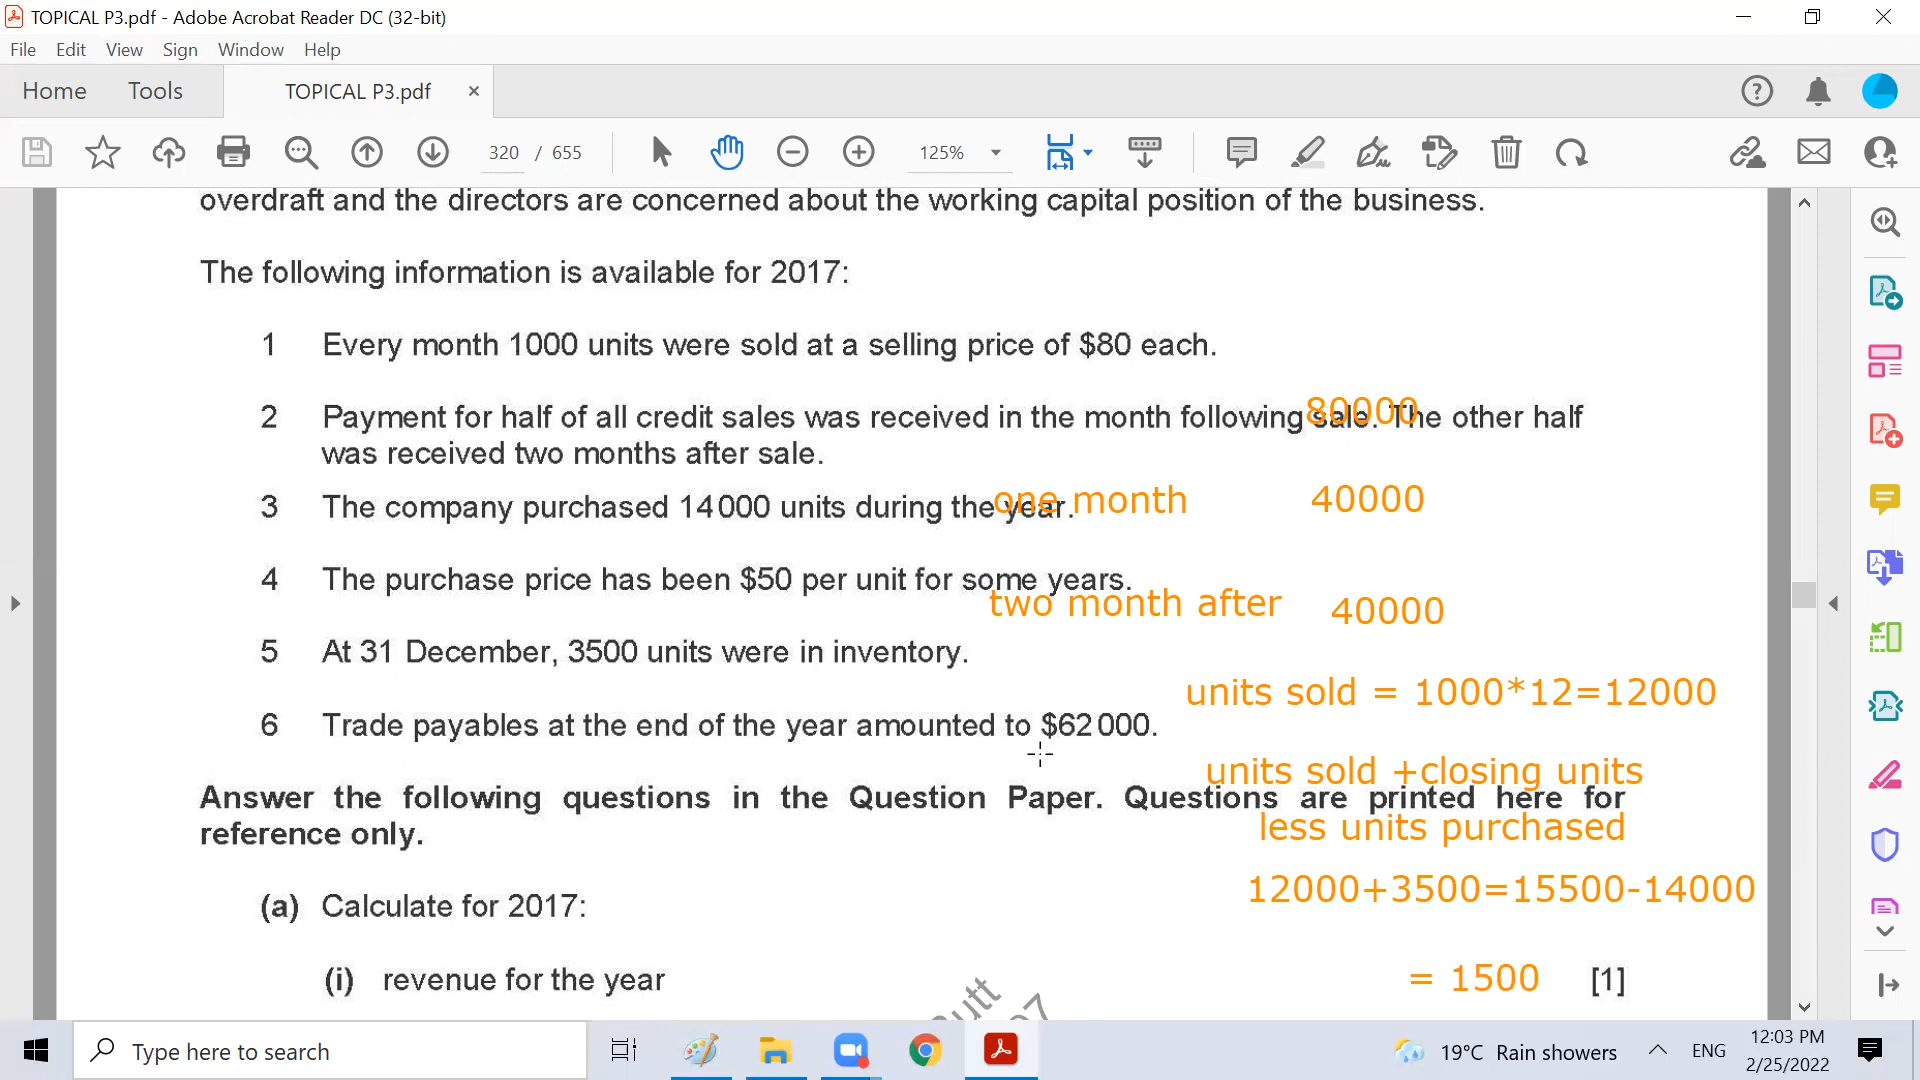 TOPICAL P3.pdf - Adobe Acrobat Reader DC (32-bit)
File Edit View Sign Window Help
Home Tools TOPICAL P3.pdf ×
320 / 655 125%
overdraft and the directors are concerned about the working capital position of the business.
The following information is available for 2017:
1 Every month 1000 units were sold at a selling price of $80 each.
2 Payment for half of all credit sales was received in the month following sale. The other half
80000
was received two months after sale.
3 The company purchased 14 000 units during the year.
one month 40000
4 The purchase price has been $50 per unit for some years.
two month after 40000
5 At 31 December, 3500 units were in inventory.
units sold = 1000*12=12000
6 Trade payables at the end of the year amounted to $62 000.
units sold +closing units
Answer the following questions in the Question Paper. Questions are printed here for
less units purchased
reference only.
12000+3500=15500-14000
(a) Calculate for 2017:
(i) revenue for the year [1]
= 1500
Type here to search
19°C Rain showers
ENG
12:03 PM
2/25/2022